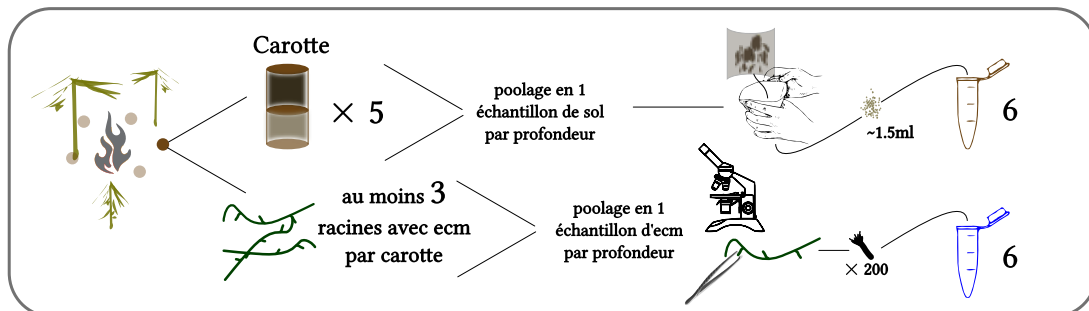 Carotte
× 5
poolage en 1
échantillon de sol
par profondeur
~1.5ml
6
au moins 3
racines avec ecm
par carotte
poolage en 1
échantillon d'ecm
par profondeur
× 200
6